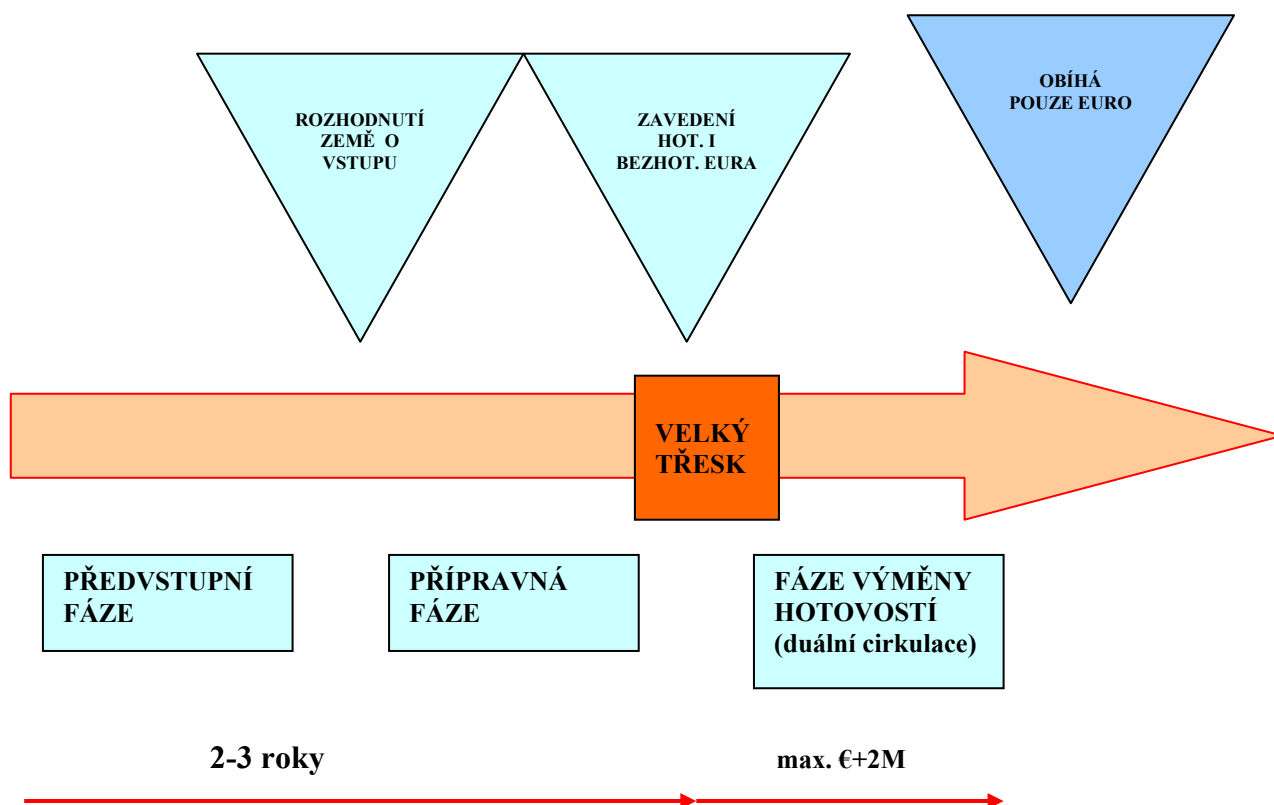 ROZHODNUTÍ
ZEMĚ O
VSTUPU
ZAVEDENÍ
HOT. I
BEZHOT. EURA
OBÍHÁ
POUZE EURO
VELKÝ
TŘESK
PŘEDVSTUPNÍ
FÁZE
PŘÍPRAVNÁ
FÁZE
FÁZE VÝMĚNY
HOTOVOSTÍ
(duální cirkulace)
2-3 roky
max. €+2M